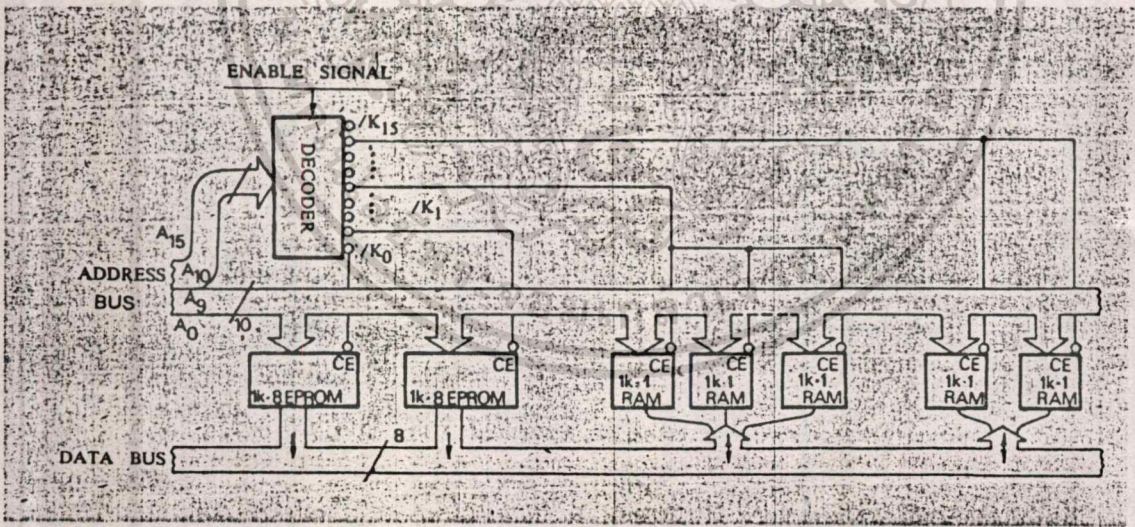 ENABLE SIGNAL
/K15
DECODER
/K1
/K0
A15
ADDRESS
BUS
A10
A9
A0
10
CE
1k·8 EPROM
CE
1k·8 EPROM
CE
1k·1
RAM
CE
1k·1
RAM
CE
1k·1
RAM
CE
1k·1
RAM
CE
1k·1
RAM
8
DATA BUS